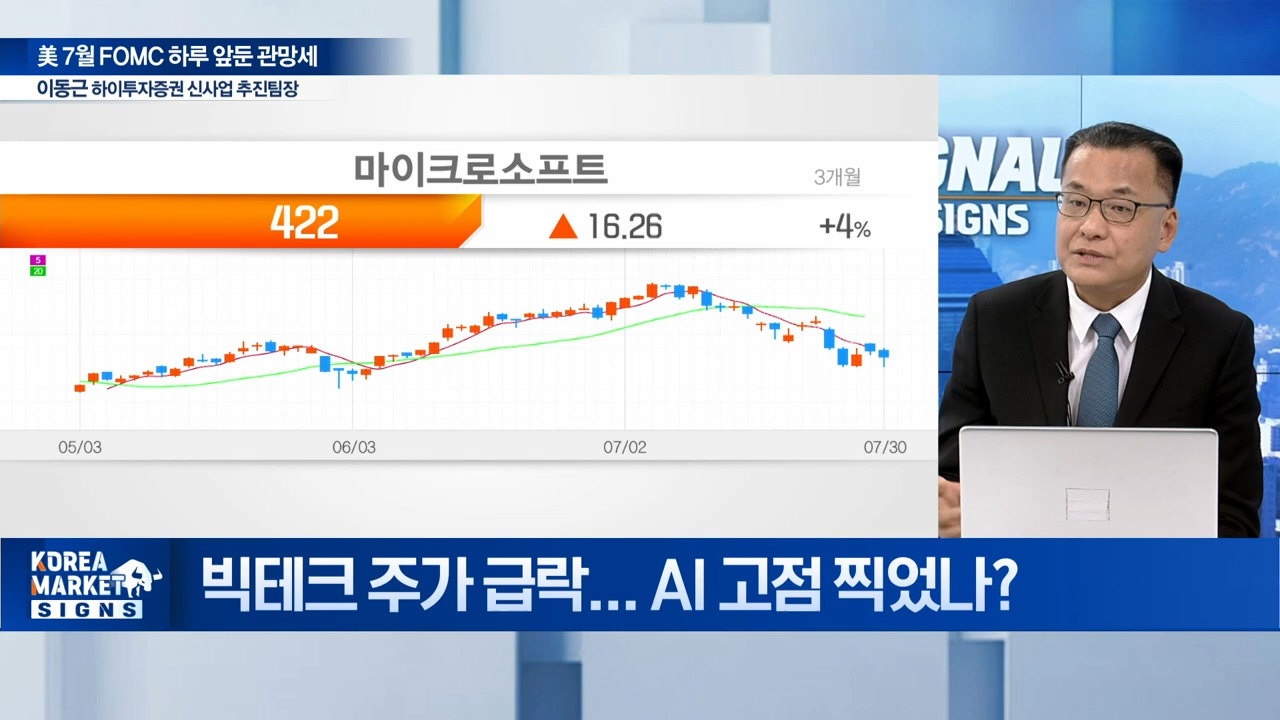 美 7월 FOMC 하루 앞둔 관망세
이동근 하이투자증권 신사업 추진팀장
마이크로소프트
3개월
422
▲ 16.26
+4%
5
20
05/03
06/03
07/02
07/30
GNAL
SIGNS
KOREA
MARKET
SIGNS
빅테크 주가 급락... AI 고점 찍었나?